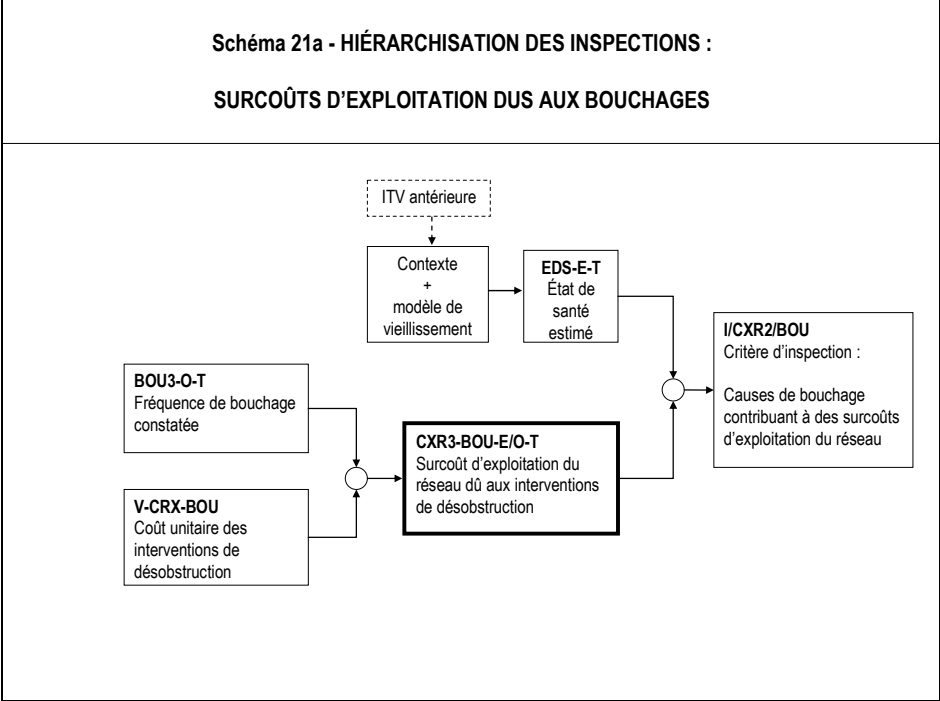 Schéma 21a - HIÉRARCHISATION DES INSPECTIONS :
SURCOÛTS D'EXPLOITATION DUS AUX BOUCHAGES
ITV antérieure
Contexte
+
modèle de
vieillissement
EDS-E-T
État de
santé
estimé
I/CXR2/BOU
Critère d'inspection :
Causes de bouchage
contribuant à des surcoûts
d'exploitation du réseau
BOU3-O-T
Fréquence de bouchage
constatée
CXR3-BOU-E/O-T
Surcoût d'exploitation du
réseau dû aux interventions
de désobstruction
V-CRX-BOU
Coût unitaire des
interventions de
désobstruction